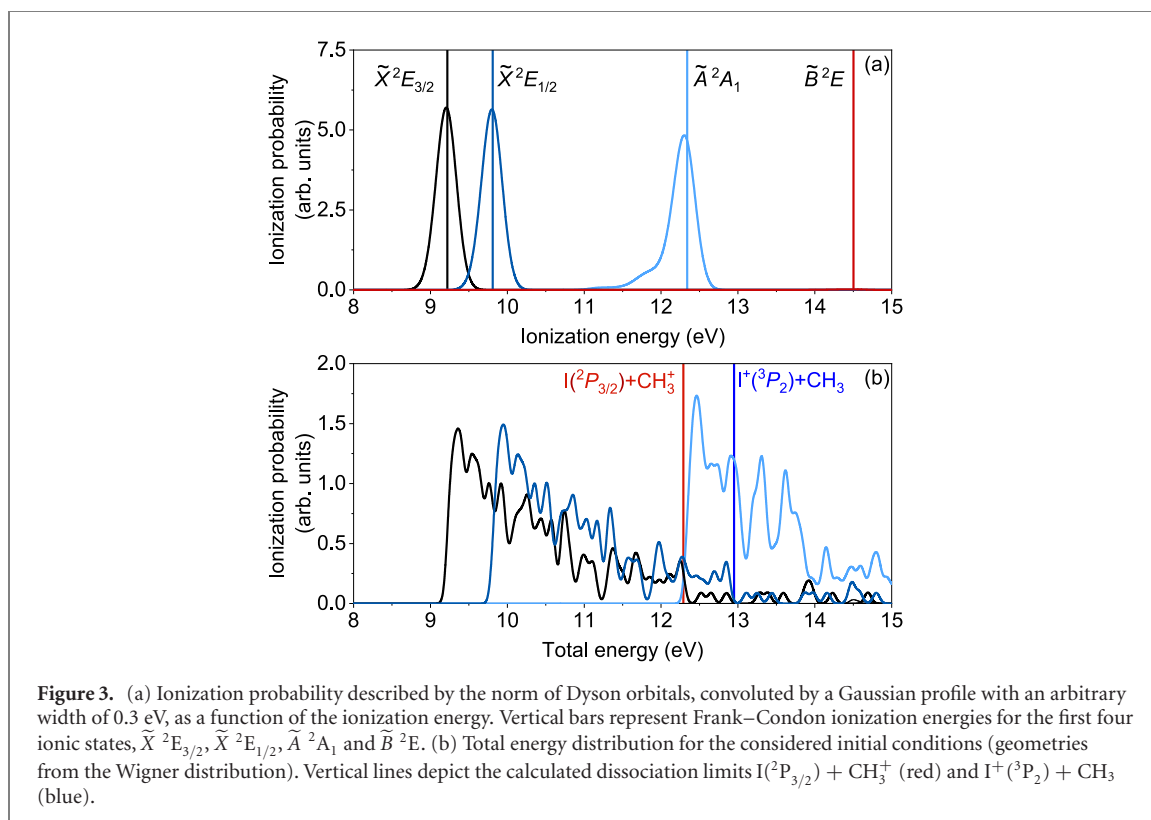 7.5
5.0
2.5
0.0
Ionization probability
(arb. units)
X̃ ²E₃/₂
X̃ ²E₁/₂
Ã ²A₁
B̃ ²E
(a)
8 9 10 11 12 13 14 15
Ionization energy (eV)
2.0
1.5
1.0
0.5
0.0
Ionization probability
(arb. units)
I(²P₃/₂)+CH₃⁺
I⁺(³P₂)+CH₃
(b)
8 9 10 11 12 13 14 15
Total energy (eV)
Figure 3. (a) Ionization probability described by the norm of Dyson orbitals, convoluted by a Gaussian profile with an arbitrary
width of 0.3 eV, as a function of the ionization energy. Vertical bars represent Frank–Condon ionization energies for the first four
ionic states, X̃ ²E₃/₂, X̃ ²E₁/₂, Ã ²A₁ and B̃ ²E. (b) Total energy distribution for the considered initial conditions (geometries
from the Wigner distribution). Vertical lines depict the calculated dissociation limits I(²P₃/₂) + CH₃⁺ (red) and I⁺(³P₂) + CH₃
(blue).